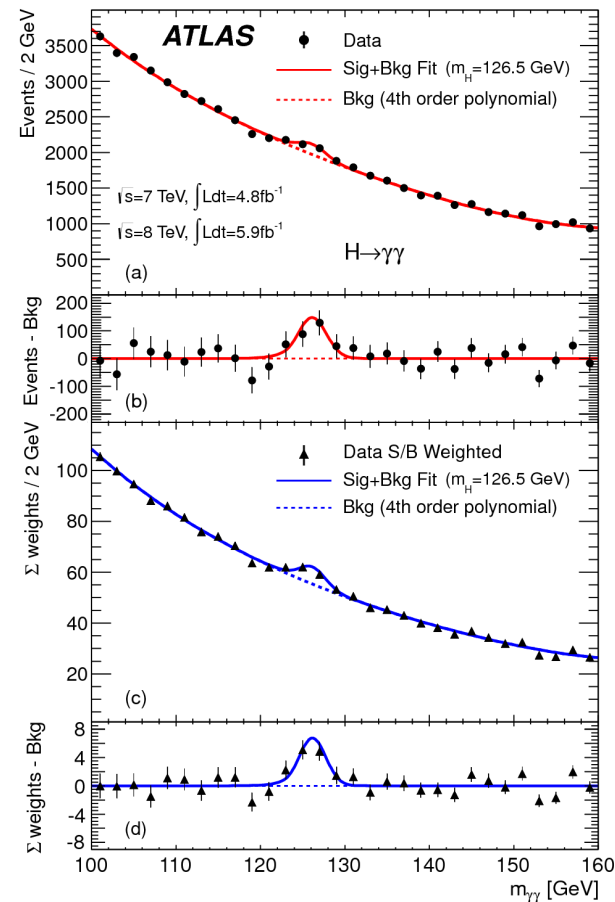 ATLAS
Data
Sig+Bkg Fit (m_H=126.5 GeV)
Bkg (4th order polynomial)
Events / 2 GeV
3500
3000
2500
2000
1500
1000
500
√s=7 TeV, ∫Ldt=4.8fb⁻¹
√s=8 TeV, ∫Ldt=5.9fb⁻¹
H→γγ
(a)
Events - Bkg
200
100
0
-100
-200
(b)
Σ weights / 2 GeV
100
80
60
40
20
Data S/B Weighted
Sig+Bkg Fit (m_H=126.5 GeV)
Bkg (4th order polynomial)
(c)
Σ weights - Bkg
8
4
0
-4
-8
(d)
100 110 120 130 140 150 160
m_γγ [GeV]